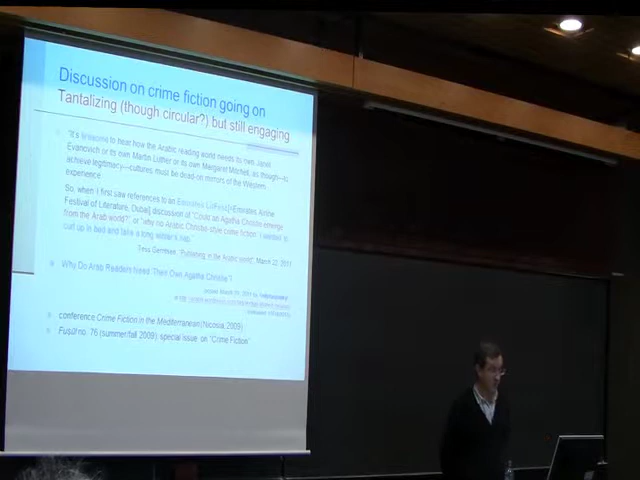 Discussion on crime fiction going on
Tantalizing (though circular?) but still engaging
"It's tiresome to hear how the Arabic reading world needs its own Janet
Evanovich or its own Martin Luther or its own Margaret Mitchell, as though—to
achieve legitimacy—cultures must be dead-on mirrors of the Western
experience.
So, when I first saw references to an Emirates LitFest [=Emirates Airline
Festival of Literature, Dubai] discussion of "Could an Agatha Christie emerge
from the Arab world?" or "why no Arabic Christie-style crime fiction" I wanted to
curl up in bed and take a long winter's nap."
Tess Gerritsen, "Publishing in the Arabic world", March 22, 2011
Why Do Arab Readers Need Their Own Agatha Christie?
conference Crime Fiction in the Mediterranean (Nicosia, 2009)
Fusûl no. 76 (summer/fall 2009) special issue on "Crime Fiction"